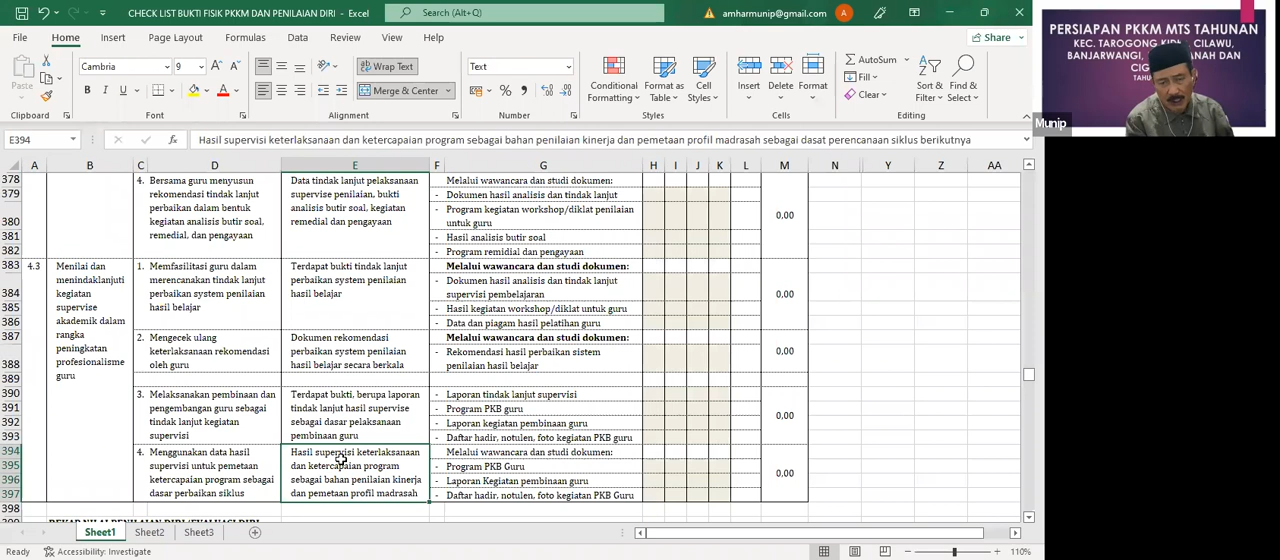 CHECK LIST BUKTI FISIK PKKM DAN PENILAIAN DIRI - Excel
Search (Alt+Q)
amharmunip@gmail.com
A
File Home Insert Page Layout Formulas Data Review View Help
Share
Paste
Cambria 9
B I U
Wrap Text
Merge & Center
Text
Conditional Formatting
Format as Table
Cell Styles
Insert Delete Format
AutoSum
Fill
Clear
Sort & Filter
Find & Select
Clipboard Font Alignment Number Styles Cells Editing
E394
fx
Hasil supervisi keterlaksanaan dan ketercapaian program sebagai bahan penilaian kinerja dan pemetaan profil madrasah sebagai dasat perencanaan siklus berikutnya
A B C D E F G H I J K L M N Y Z AA
378
379
380
381
382
4. Bersama guru menyusun
rekomendasi tindak lanjut
perbaikan dalam bentuk
kegiatan analisis butir soal,
remedial, dan pengayaan
Data tindak lanjut pelaksanaan
supervise penilaian, bukti
analisis butir soal, kegiatan
remedial dan pengayaan
Melalui wawancara dan studi dokumen:
- Dokumen hasil analisis dan tindak lanjut
- Program kegiatan workshop/diklat penilaian
untuk guru
- Hasil analisis butir soal
- Program remidial dan pengayaan
0.00
383
384
385
386
4.3
Menilai dan
menindaklanjuti
kegiatan
supervise
akademik dalam
rangka
peningkatan
profesionalisme
guru
1. Memfasilitasi guru dalam
merencanakan tindak lanjut
perbaikan system penilaian
hasil belajar
Terdapat bukti tindak lanjut
perbaikan system penilaian
hasil belajar
Melalui wawancara dan studi dokumen:
- Dokumen hasil analisis dan tindak lanjut
supervisi pembelajaran
- Hasil kegiatan workshop/diklat untuk guru
- Data dan piagam hasil pelatihan guru
0.00
387
388
389
2. Mengecek ulang
keterlaksanaan rekomendasi
oleh guru
Dokumen rekomendasi
perbaikan system penilaian
hasil belajar secara berkala
Melalui wawancara dan studi dokumen:
- Rekomendasi hasil perbaikan sistem
penilaian hasil belajar
0.00
390
391
392
393
3. Melaksanakan pembinaan dan
pengembangan guru sebagai
tindak lanjut kegiatan
supervisi
Terdapat bukti, berupa laporan
tindak lanjut hasil supervise
sebagai dasar pelaksanaan
pembinaan guru
- Laporan tindak lanjut supervisi
- Program PKB guru
- Laporan kegiatan pembinaan guru
- Daftar hadir, notulen, foto kegiatan PKB guru
0.00
394
395
396
397
4. Menggunakan data hasil
supervisi untuk pemetaan
ketercapaian program sebagai
dasar perbaikan siklus
Hasil supervisi keterlaksanaan
dan ketercapaian program
sebagai bahan penilaian kinerja
dan pemetaan profil madrasah
Melalui wawancara dan studi dokumen:
- Program PKB Guru
- Laporan Kegiatan pembinaan guru
- Daftar hadir, notulen, foto kegiatan PKB Guru
0.00
398
Sheet1 Sheet2 Sheet3
Ready Accessibility: Investigate
110%
PERSIAPAN PKKM MTS TAHUNAN
KEC. TAROGONG CILAWU,
BANJARWANGI, DAN
Munip